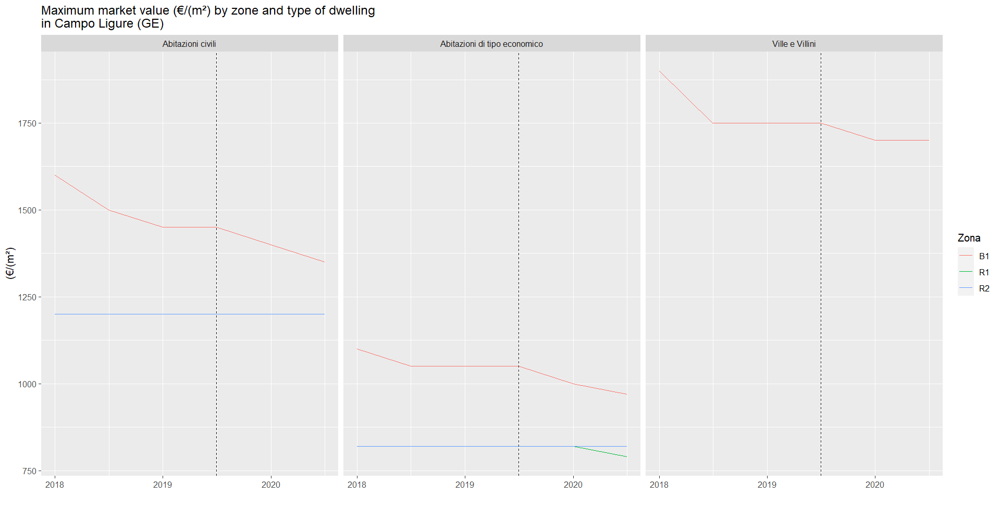 Maximum market value (€/(m²) by zone and type of dwelling
in Campo Ligure (GE)
Abitazioni civili
Abitazioni di tipo economico
Ville e Villini
(€/(m²)
1750
1500
1250
1000
750
2018
2019
2020
2018
2019
2020
2018
2019
2020
Zona
B1
R1
R2